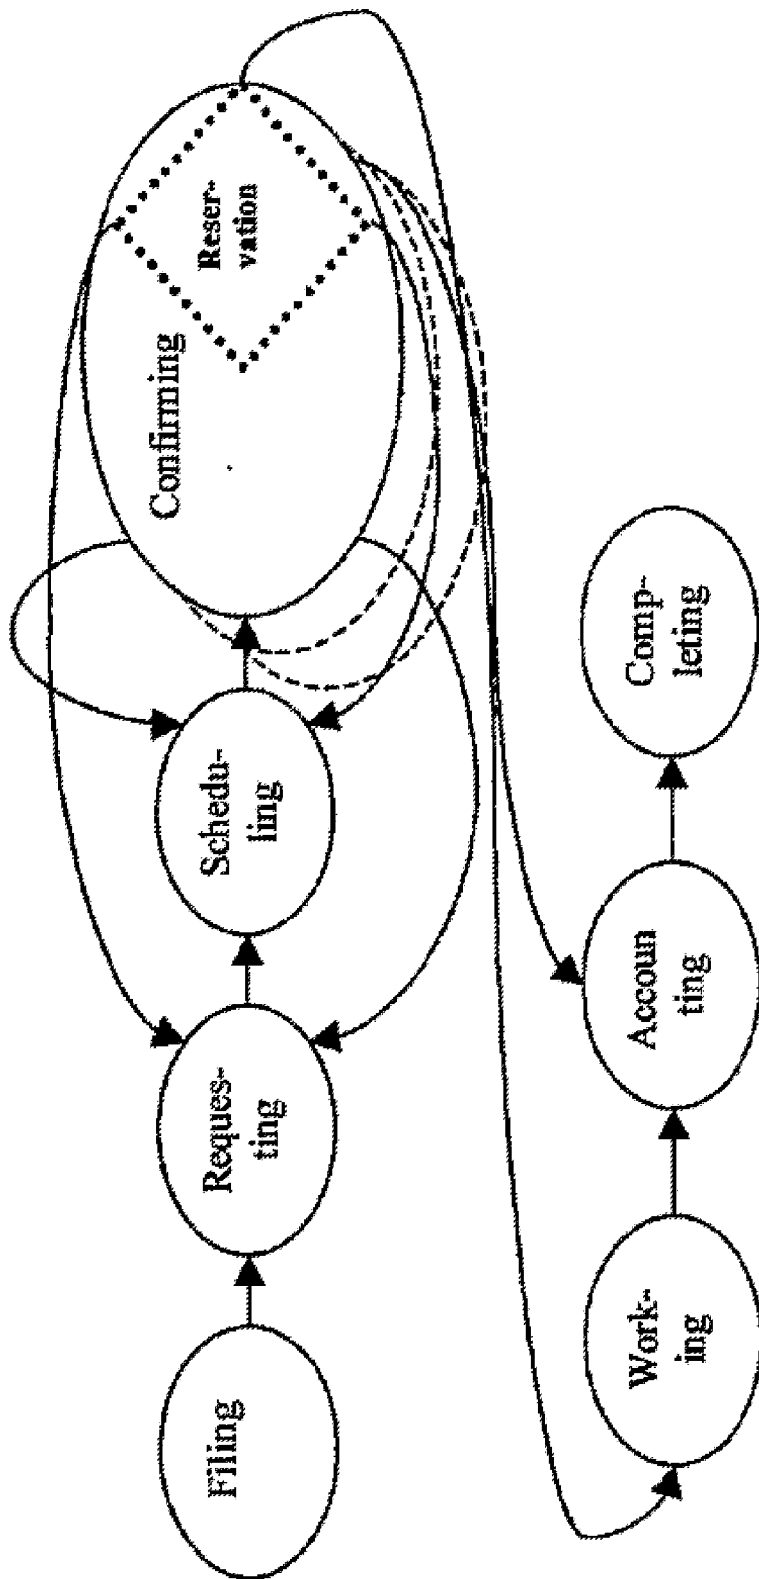 Filing
Reques-
ting
Schedu-
ling
Confirming
Reser-
vation
Work-
ing
Accoun
ting
Comp-
leting